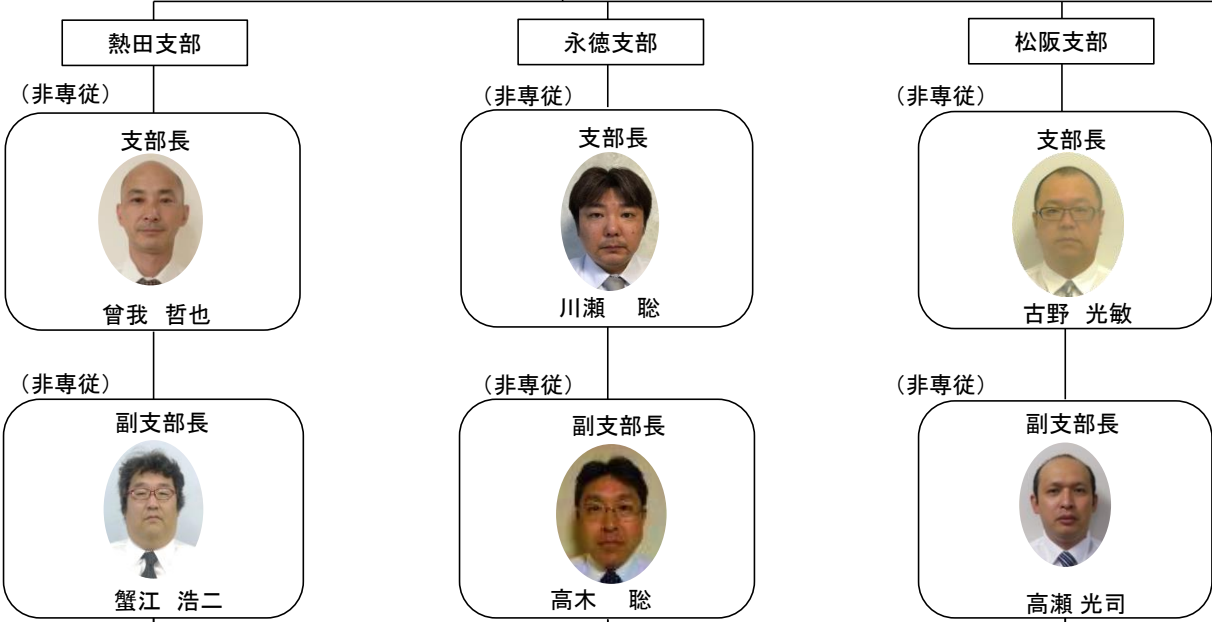 熱田支部
永徳支部
松阪支部
（非専従）
（非専従）
（非専従）
支部長
支部長
支部長
曾我 哲也
川瀬 聡
古野 光敏
（非専従）
（非専従）
（非専従）
副支部長
副支部長
副支部長
蟹江 浩二
高木 聡
高瀬 光司